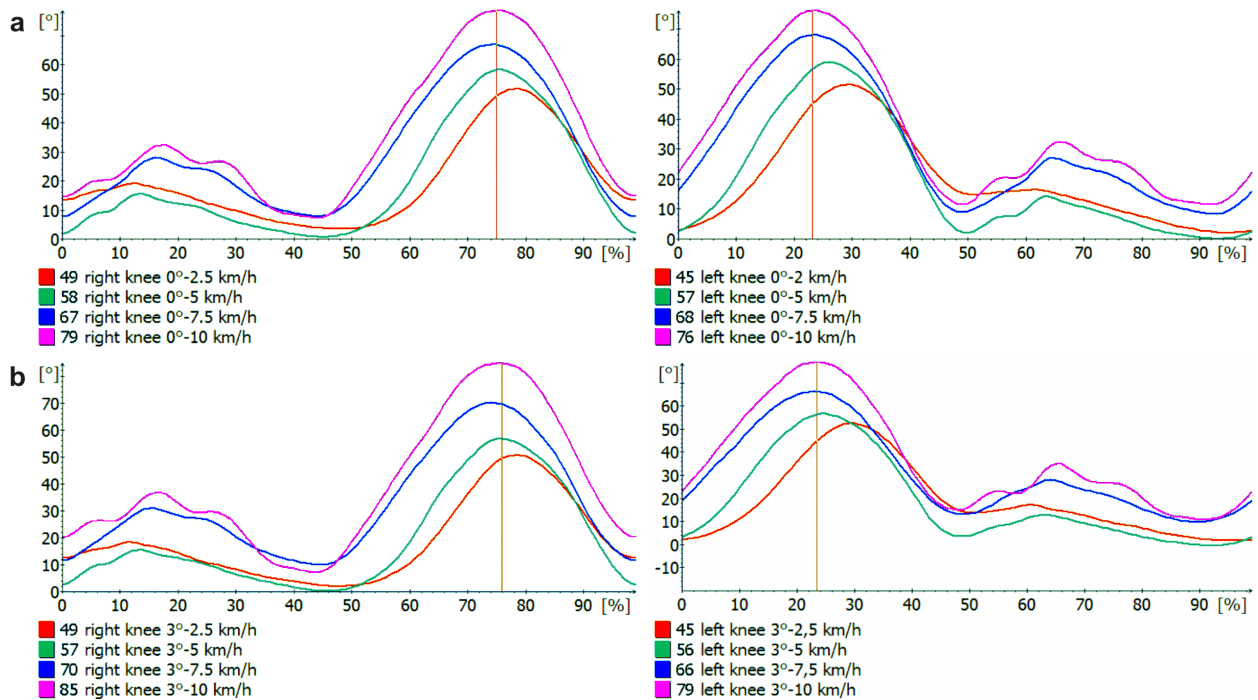 a
[°]
60
50
40
30
20
10
0
0 10 20 30 40 50 60 70 80 90 [%]
49 right knee 0°-2.5 km/h
58 right knee 0°-5 km/h
67 right knee 0°-7.5 km/h
79 right knee 0°-10 km/h
[°]
60
50
40
30
20
10
0
0 10 20 30 40 50 60 70 80 90 [%]
45 left knee 0°-2 km/h
57 left knee 0°-5 km/h
68 left knee 0°-7.5 km/h
76 left knee 0°-10 km/h
b
[°]
70
60
50
40
30
20
10
0
0 10 20 30 40 50 60 70 80 90 [%]
49 right knee 3°-2.5 km/h
57 right knee 3°-5 km/h
70 right knee 3°-7.5 km/h
85 right knee 3°-10 km/h
[°]
60
50
40
30
20
10
0
-10
0 10 20 30 40 50 60 70 80 90 [%]
45 left knee 3°-2,5 km/h
56 left knee 3°-5 km/h
66 left knee 3°-7,5 km/h
79 left knee 3°-10 km/h